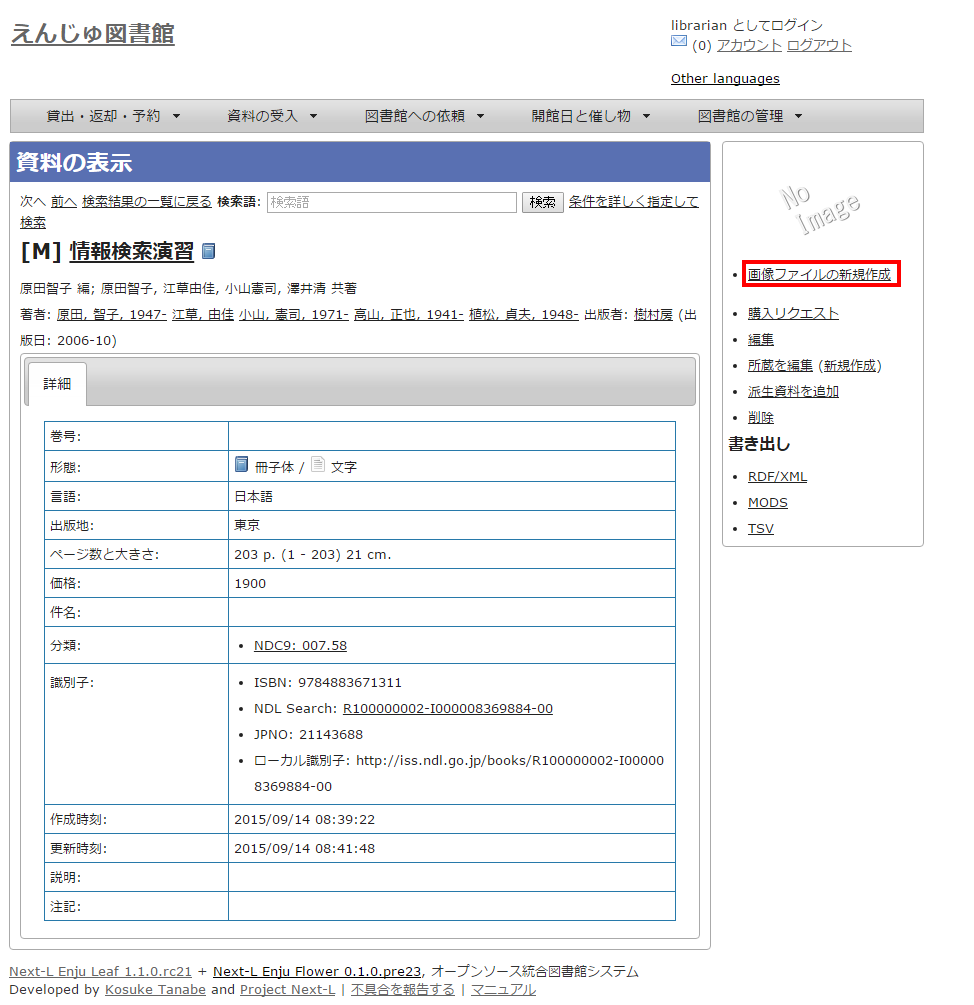 えんじゅ図書館
librarian としてログイン
(0) アカウント ログアウト
Other languages
貸出・返却・予約 ▼ 資料の受入 ▼ 図書館への依頼 ▼ 開館日と催し物 ▼ 図書館の管理 ▼
資料の表示
次へ 前へ 検索結果の一覧に戻る 検索語: 検索語 検索 条件を詳しく指定して
検索
[M] 情報検索演習
原田智子 編; 原田智子, 江草由佳, 小山憲司, 澤井清 共著
著者: 原田, 智子, 1947- 江草, 由佳 小山, 憲司, 1971- 高山, 正也, 1941- 植松, 貞夫, 1948- 出版者: 樹村房 (出
版日: 2006-10)
詳細
巻号:
形態: 冊子体 / 文字
言語: 日本語
出版地: 東京
ページ数と大きさ: 203 p. (1 - 203) 21 cm.
価格: 1900
件名:
分類: • NDC9: 007.58
識別子: • ISBN: 9784883671311
• NDL Search: R100000002-I000008369884-00
• JPNO: 21143688
• ローカル識別子: http://iss.ndl.go.jp/books/R100000002-I00000
8369884-00
作成時刻: 2015/09/14 08:39:22
更新時刻: 2015/09/14 08:41:48
説明:
注記:
No
Image
• 画像ファイルの新規作成
• 購入リクエスト
• 編集
• 所蔵を編集 (新規作成)
• 派生資料を追加
• 削除
書き出し
• RDF/XML
• MODS
• TSV
Next-L Enju Leaf 1.1.0.rc21 + Next-L Enju Flower 0.1.0.pre23, オープンソース統合図書館システム
Developed by Kosuke Tanabe and Project Next-L | 不具合を報告する | マニュアル